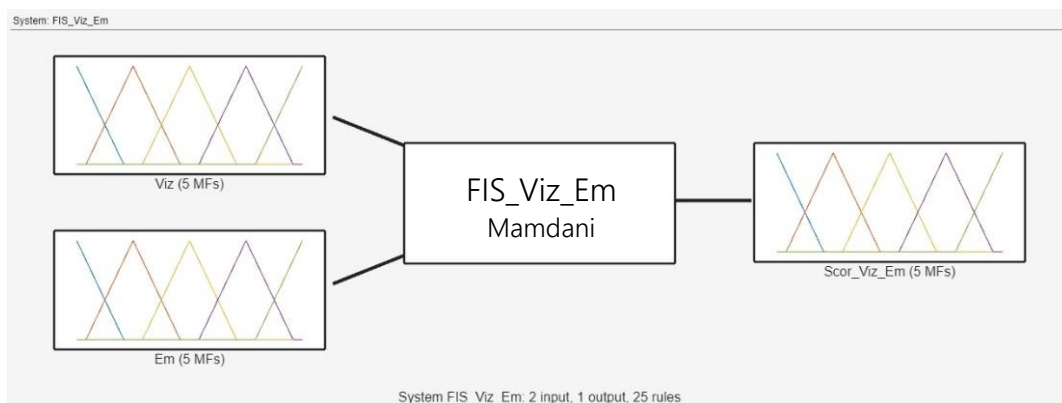 System: FIS_Viz_Em
Viz (5 MFs)
FIS_Viz_Em
Mamdani
Scor_Viz_Em (5 MFs)
Em (5 MFs)
System FIS_Viz_Em: 2 input, 1 output, 25 rules